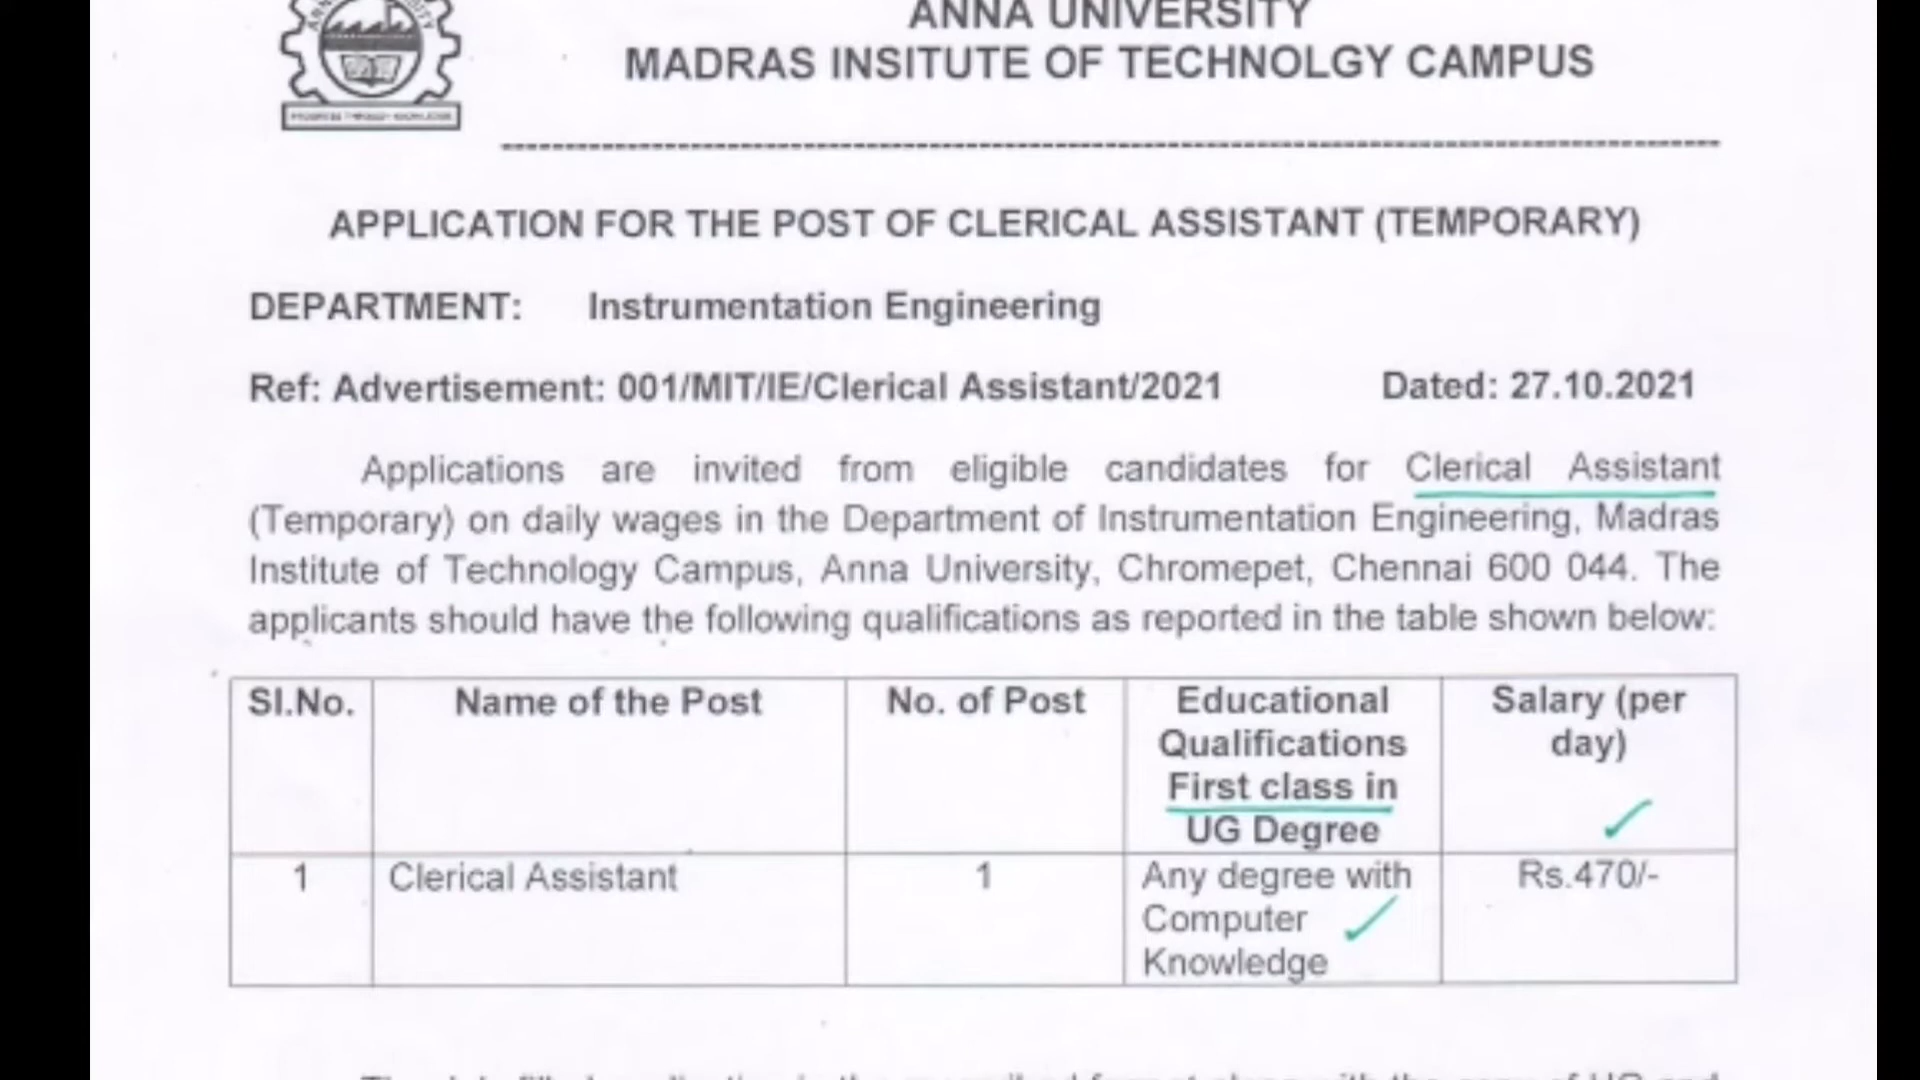 ANNA UNIVERSITY
MADRAS INSITUTE OF TECHNOLGY CAMPUS
PROGRESS THROUGH KNOWLEDGE
APPLICATION FOR THE POST OF CLERICAL ASSISTANT (TEMPORARY)
DEPARTMENT: Instrumentation Engineering
Ref: Advertisement: 001/MIT/IE/Clerical Assistant/2021 Dated: 27.10.2021
Applications are invited from eligible candidates for Clerical Assistant
(Temporary) on daily wages in the Department of Instrumentation Engineering, Madras
Institute of Technology Campus, Anna University, Chromepet, Chennai 600 044. The
applicants should have the following qualifications as reported in the table shown below:
Sl.No. Name of the Post No. of Post Educational Salary (per
Qualifications day)
First class in
UG Degree
1 Clerical Assistant 1 Any degree with Rs.470/-
Computer
Knowledge